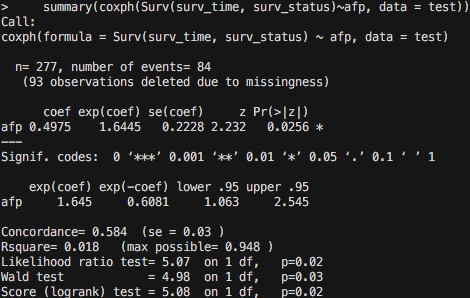 >     summary(coxph(Surv(surv_time, surv_status)~afp, data = test))
Call:
coxph(formula = Surv(surv_time, surv_status) ~ afp, data = test)
  n= 277, number of events= 84
   (93 observations deleted due to missingness)
      coef exp(coef) se(coef)     z Pr(>|z|)
afp 0.4975    1.6445   0.2228 2.232   0.0256 *
---
Signif. codes:  0 ‘***’ 0.001 ‘**’ 0.01 ‘*’ 0.05 ‘.’ 0.1 ‘ ’ 1
    exp(coef) exp(-coef) lower .95 upper .95
afp     1.645     0.6081     1.063     2.545
Concordance= 0.584  (se = 0.03 )
Rsquare= 0.018   (max possible= 0.948 )
Likelihood ratio test= 5.07  on 1 df,   p=0.02
Wald test            = 4.98  on 1 df,   p=0.03
Score (logrank) test = 5.08  on 1 df,   p=0.02